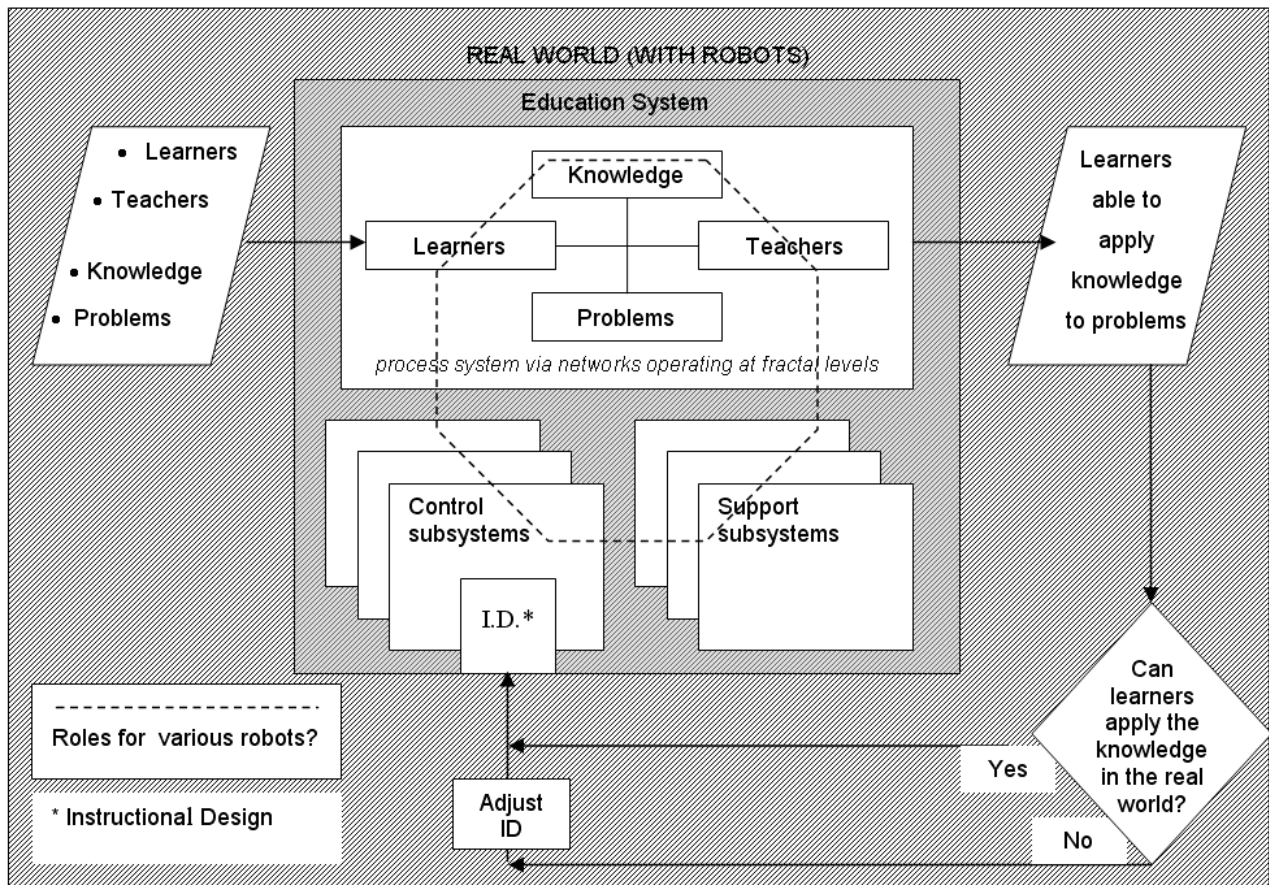 REAL WORLD (WITH ROBOTS)
Education System
• Learners
• Teachers
• Knowledge
• Problems
Knowledge
Learners
Teachers
Problems
process system via networks operating at fractal levels
Learners
able to
apply
knowledge
to problems
Control
subsystems
Support
subsystems
I.D.*
Can
learners
apply the
knowledge
in the real
world?
Yes
No
Adjust
ID
Roles for various robots?
* Instructional Design